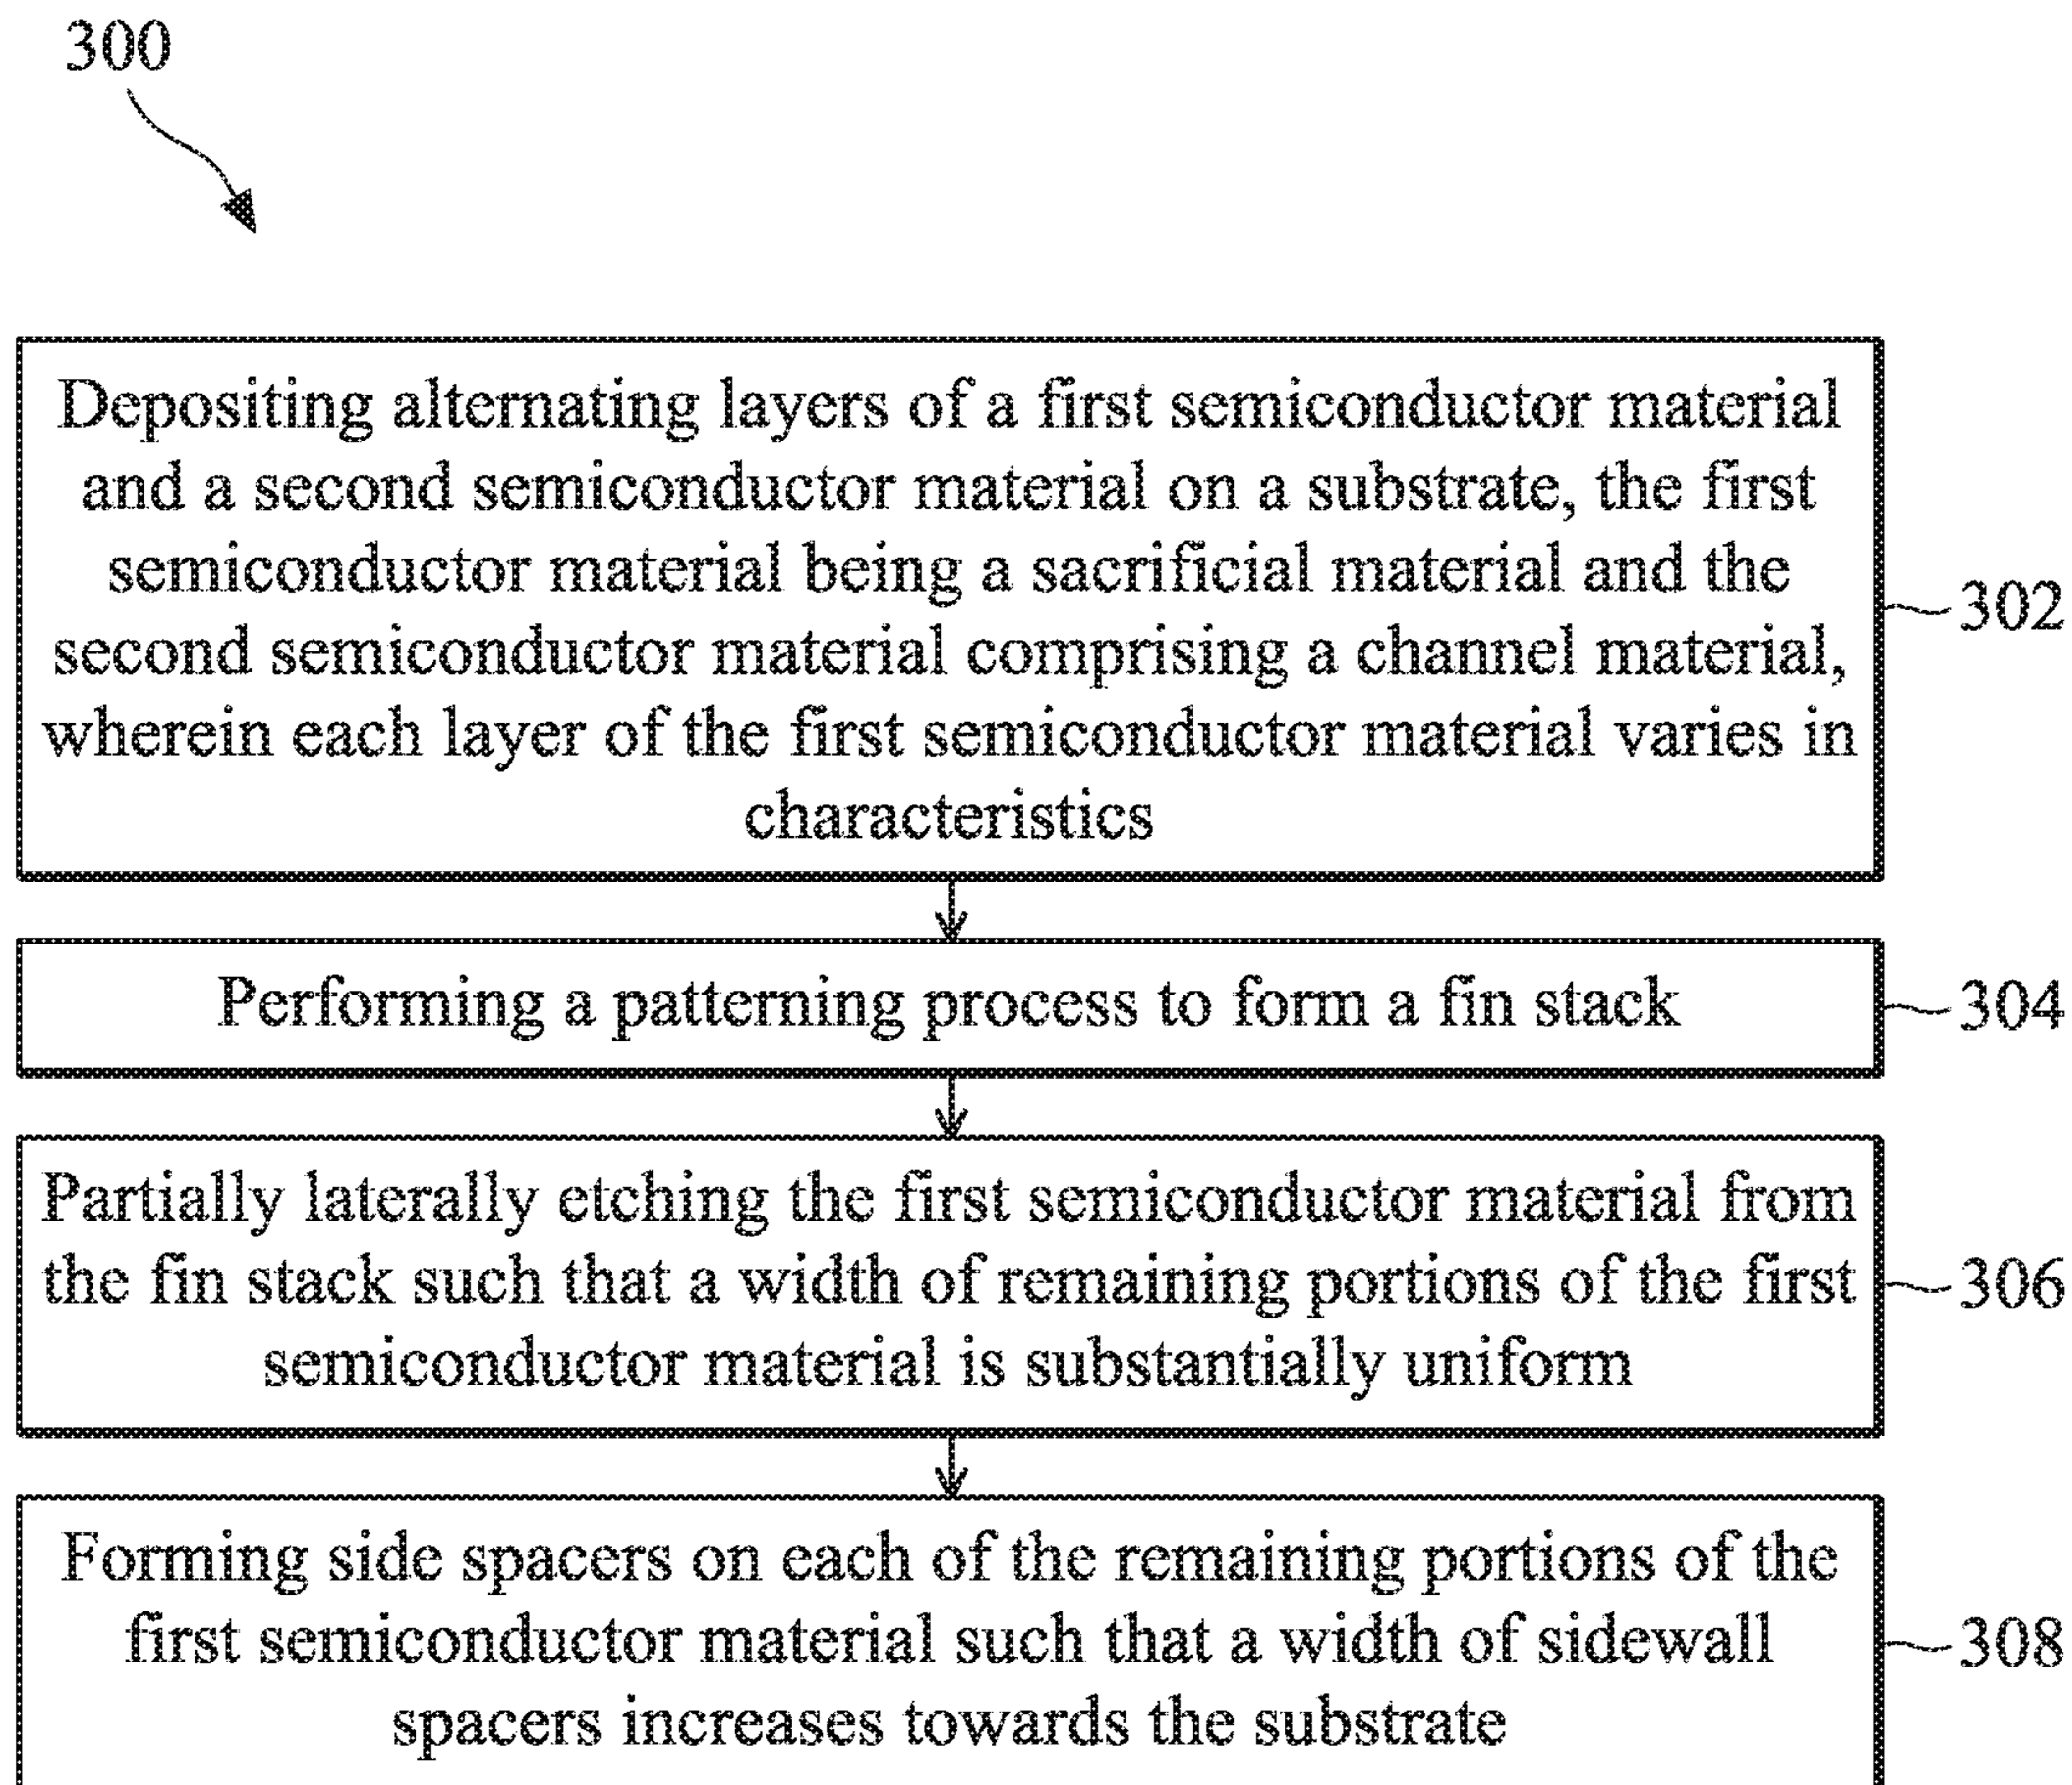 300
Depositing alternating layers of a first semiconductor material
and a second semiconductor material on a substrate, the first
semiconductor material being a sacrificial material and the
second semiconductor material comprising a channel material,
wherein each layer of the first semiconductor material varies in
characteristics
302
Performing a patterning process to form a fin stack
304
Partially laterally etching the first semiconductor material from
the fin stack such that a width of remaining portions of the first
semiconductor material is substantially uniform
306
Forming side spacers on each of the remaining portions of the
first semiconductor material such that a width of sidewall
spacers increases towards the substrate
308